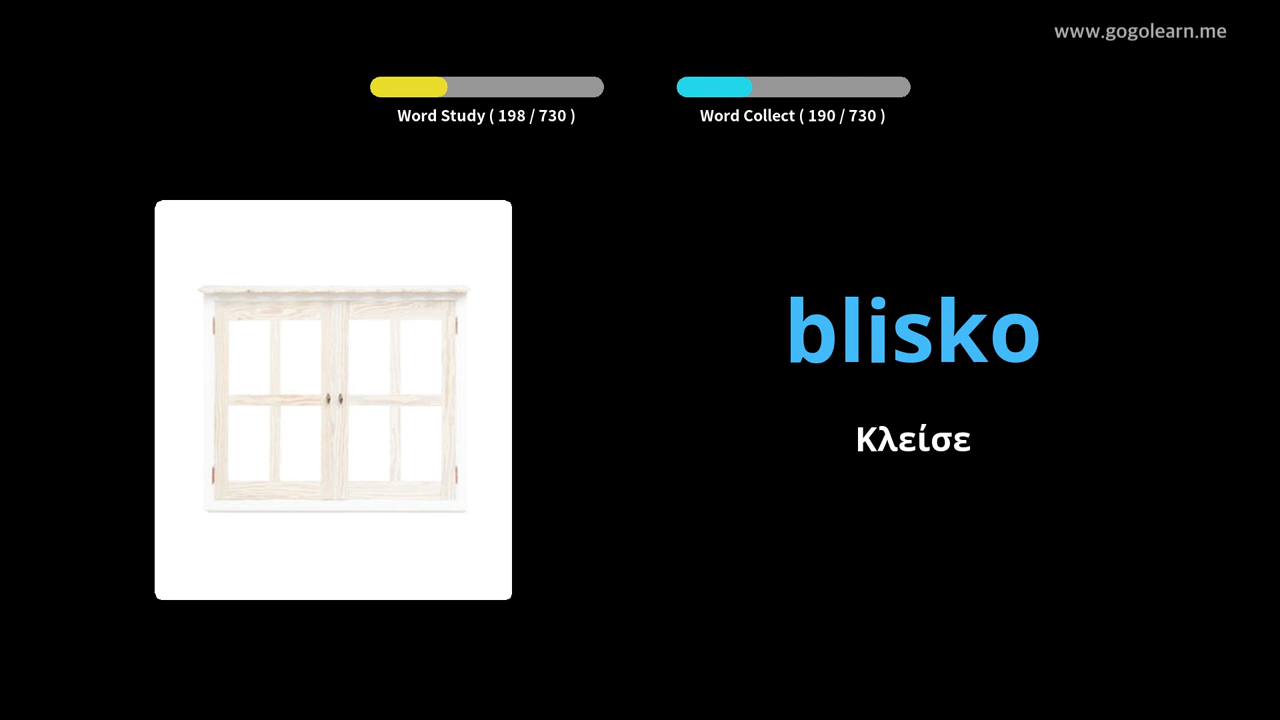 www.gogolearn.me
Word Study ( 198 / 730 )
Word Collect ( 190 / 730 )
blisko
Κλείσε